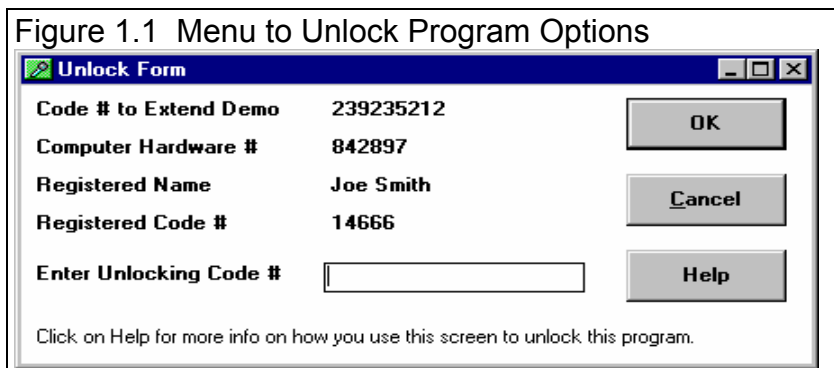 Figure 1.1 Menu to Unlock Program Options
Unlock Form
Code # to Extend Demo 239235212
OK
Computer Hardware # 842897
Registered Name Joe Smith
Cancel
Registered Code # 14666
Enter Unlocking Code #
Help
Click on Help for more info on how you use this screen to unlock this program.